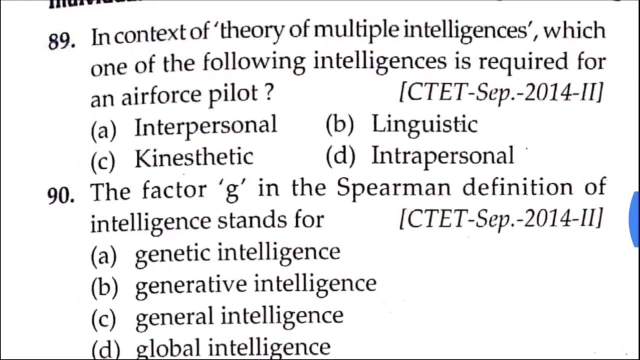 89. In context of 'theory of multiple intelligences', which
one of the following intelligences is required for
an airforce pilot ? [CTET-Sep.-2014-II]
(a) Interpersonal (b) Linguistic
(c) Kinesthetic (d) Intrapersonal
90. The factor 'g' in the Spearman definition of
intelligence stands for [CTET-Sep.-2014-II]
(a) genetic intelligence
(b) generative intelligence
(c) general intelligence
(d) global intelligence